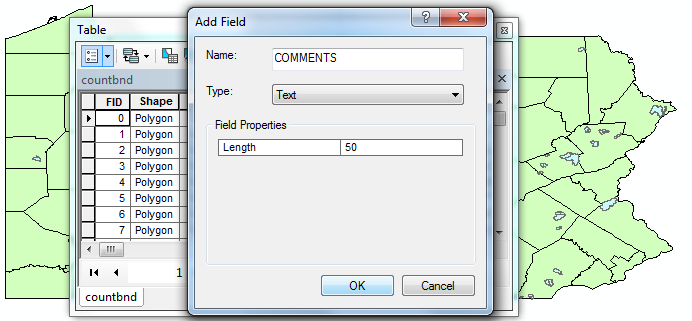 Table
Add Field
?
X
Name:
COMMENTS
Type:
Text
Field Properties
Length 50
OK
Cancel
countbnd
FID Shape
0 Polygon
1 Polygon
2 Polygon
3 Polygon
4 Polygon
5 Polygon
6 Polygon
7 Polygon
1
countbnd